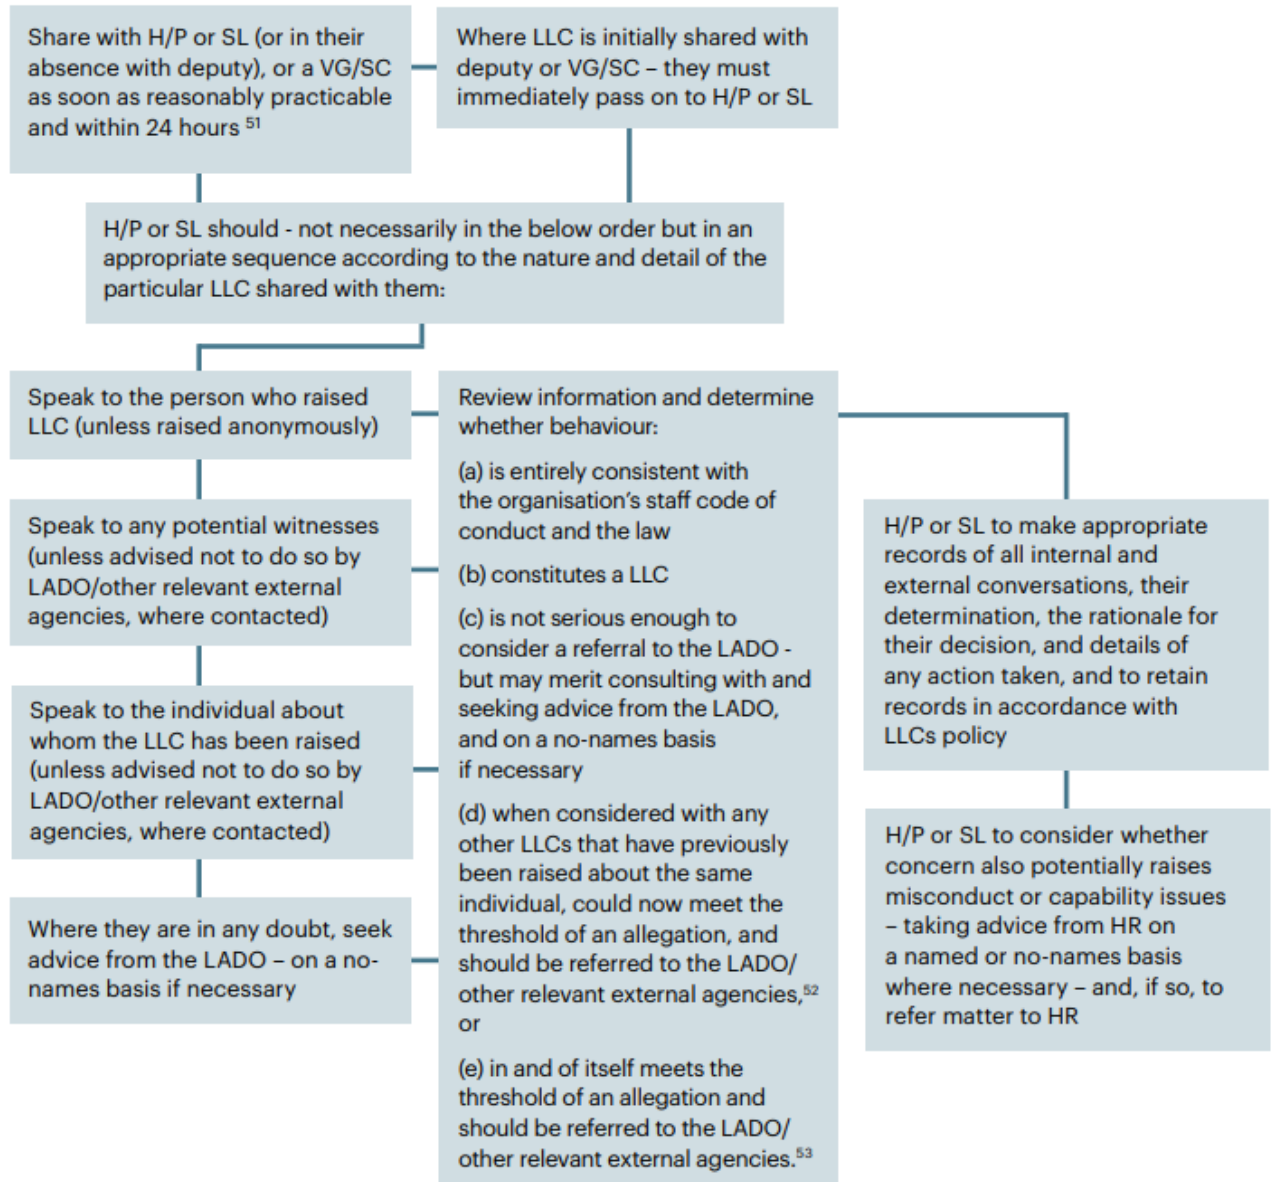 Share with H/P or SL (or in their
absence with deputy), or a VG/SC
as soon as reasonably practicable
and within 24 hours 51
Where LLC is initially shared with
deputy or VG/SC – they must
immediately pass on to H/P or SL
H/P or SL should - not necessarily in the below order but in an
appropriate sequence according to the nature and detail of the
particular LLC shared with them:
Speak to the person who raised
LLC (unless raised anonymously)
Speak to any potential witnesses
(unless advised not to do so by
LADO/other relevant external
agencies, where contacted)
Speak to the individual about
whom the LLC has been raised
(unless advised not to do so by
LADO/other relevant external
agencies, where contacted)
Where they are in any doubt, seek
advice from the LADO – on a no-
names basis if necessary
Review information and determine
whether behaviour:
(a) is entirely consistent with
the organisation's staff code of
conduct and the law
(b) constitutes a LLC
(c) is not serious enough to
consider a referral to the LADO -
but may merit consulting with and
seeking advice from the LADO,
and on a no-names basis
if necessary
(d) when considered with any
other LLCs that have previously
been raised about the same
individual, could now meet the
threshold of an allegation, and
should be referred to the LADO/
other relevant external agencies,52
or
(e) in and of itself meets the
threshold of an allegation and
should be referred to the LADO/
other relevant external agencies.53
H/P or SL to make appropriate
records of all internal and
external conversations, their
determination, the rationale for
their decision, and details of
any action taken, and to retain
records in accordance with
LLCs policy
H/P or SL to consider whether
concern also potentially raises
misconduct or capability issues
– taking advice from HR on
a named or no-names basis
where necessary – and, if so, to
refer matter to HR